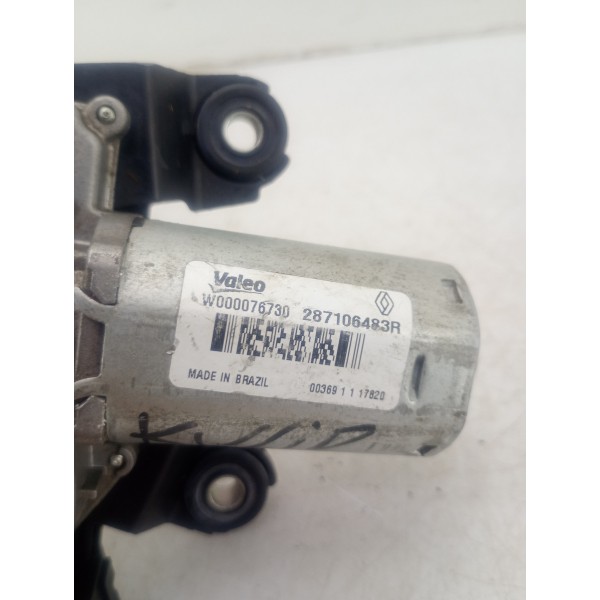 Valeo
W000076730 287106483R
MADE IN BRAZIL 00369 1 1 17820